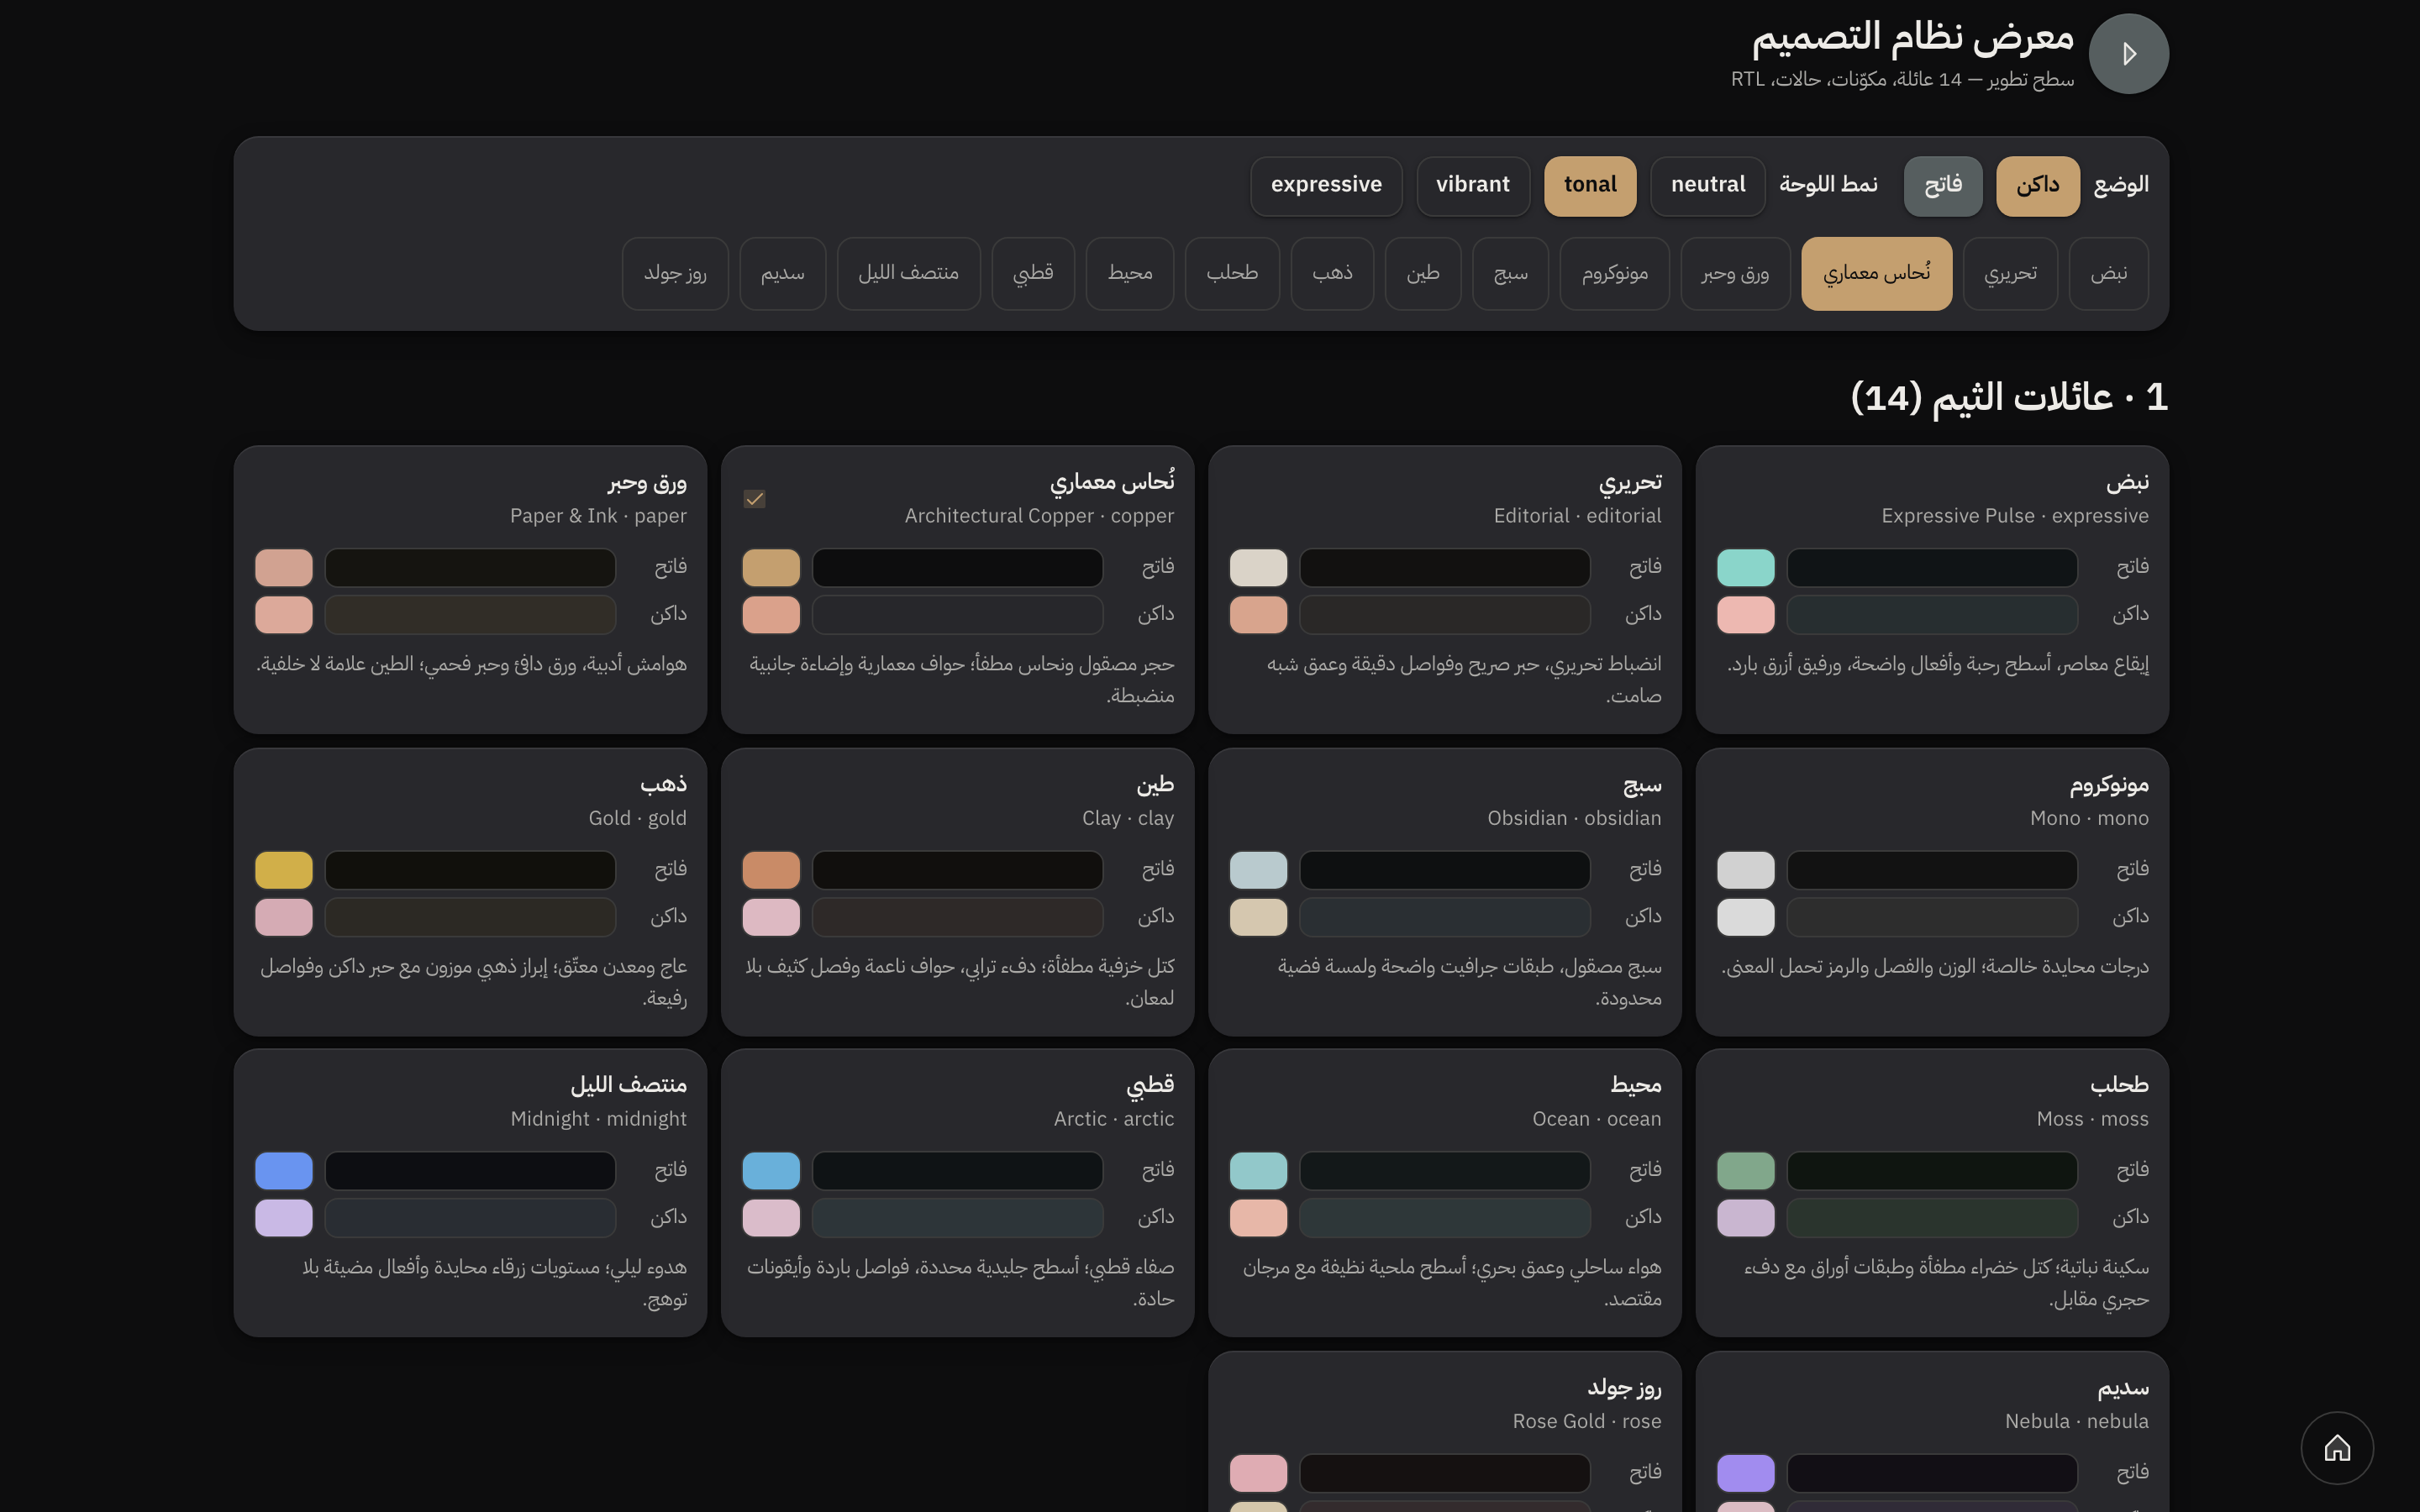 معرض نظام التصميم
سطح تطوير — 14 عائلة، مكوّنات، حالات، RTL
الوضع داكن فاتح نمط اللوحة neutral tonal vibrant expressive
نبض تحريري نُحاس معماري ورق وحبر مونوكروم سبج طين ذهب طحلب محيط قطبي منتصف الليل سديم روز جولد
1 · عائلات الثيم (14)
نبض
Expressive Pulse · expressive
فاتح
داكن
إيقاع معاصر، أسطح رحبة وأفعال واضحة، ورفيق أزرق بارد.
تحريري
Editorial · editorial
فاتح
داكن
انضباط تحريري، حبر صريح وفواصل دقيقة وعمق شبه
صامت.
نُحاس معماري
Architectural Copper · copper
فاتح
داكن
حجر مصقول ونحاس مطفأ؛ حواف معمارية وإضاءة جانبية
منضبطة.
ورق وحبر
Paper & Ink · paper
فاتح
داكن
هوامش أدبية، ورق دافئ وحبر فحمي؛ الطين علامة لا خلفية.
مونوكروم
Mono · mono
فاتح
داكن
درجات محايدة خالصة؛ الوزن والفصل والرمز تحمل المعنى.
سبج
Obsidian · obsidian
فاتح
داكن
سبج مصقول، طبقات جرافيت واضحة ولمسة فضية
محدودة.
طين
Clay · clay
فاتح
داكن
كتل خزفية مطفأة؛ دفء ترابي، حواف ناعمة وفصل كثيف بلا
لمعان.
ذهب
Gold · gold
فاتح
داكن
عاج ومعدن معتّق؛ إبراز ذهبي موزون مع حبر داكن وفواصل
رفيعة.
طحلب
Moss · moss
فاتح
داكن
سكينة نباتية؛ كتل خضراء مطفأة وطبقات أوراق مع دفء
حجري مقابل.
محيط
Ocean · ocean
فاتح
داكن
هواء ساحلي وعمق بحري؛ أسطح ملحية نظيفة مع مرجان
مقتصد.
قطبي
Arctic · arctic
فاتح
داكن
صفاء قطبي؛ أسطح جليدية محددة، فواصل باردة وأيقونات
حادة.
منتصف الليل
Midnight · midnight
فاتح
داكن
هدوء ليلي؛ مستويات زرقاء محايدة وأفعال مضيئة بلا
توهج.
سديم
Nebula · nebula
فاتح
روز جولد
Rose Gold · rose
فاتح